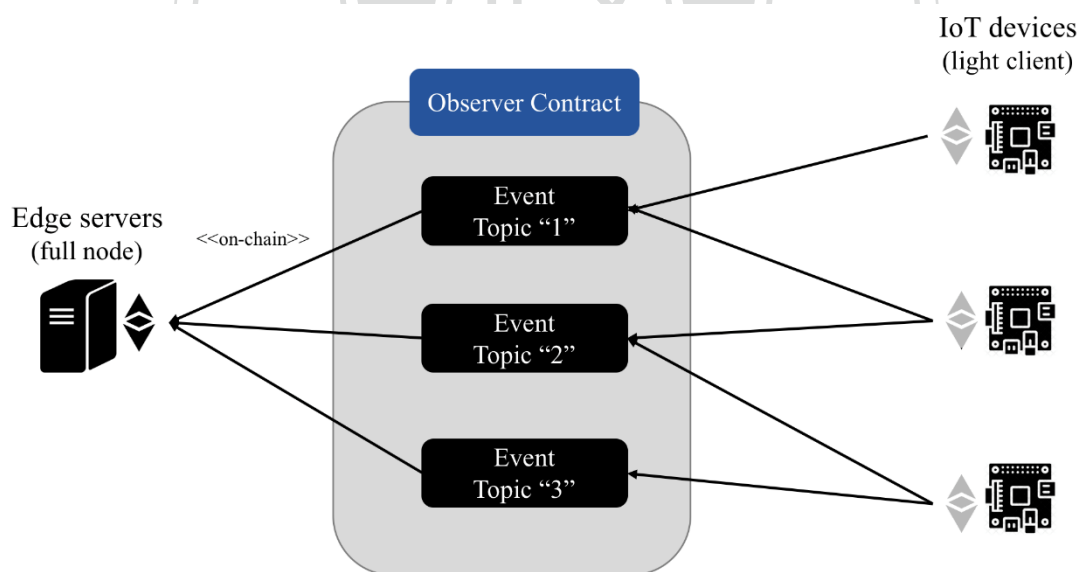 IoT devices
(light client)
Observer Contract
Event
Topic “1”
Edge servers
(full node)
<<on-chain>>
Event
Topic “2”
Event
Topic “3”